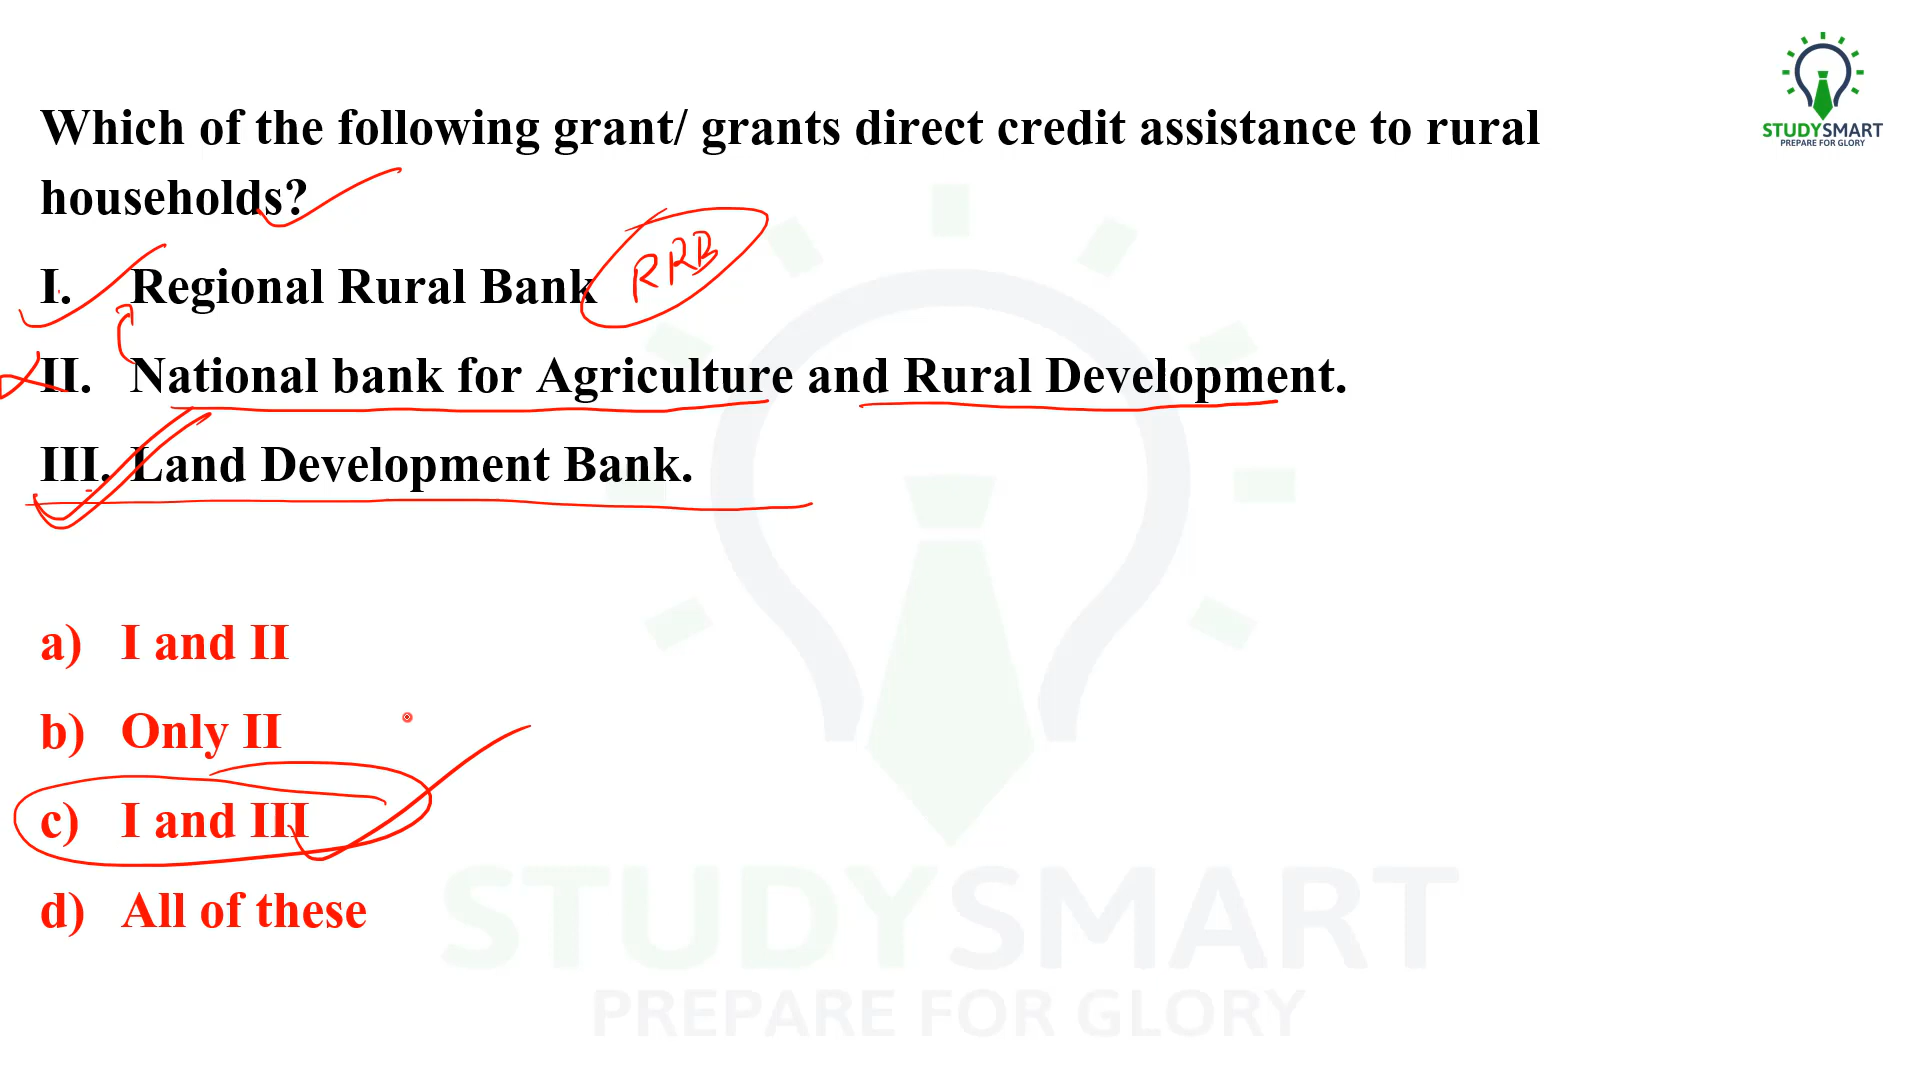 STUDYSMART
PREPARE FOR GLORY
Which of the following grant/ grants direct credit assistance to rural
households?
I. Regional Rural Bank RRB
II. National bank for Agriculture and Rural Development.
III. Land Development Bank.
a) I and II
b) Only II
c) I and III
d) All of these
STUDYSMART
PREPARE FOR GLORY